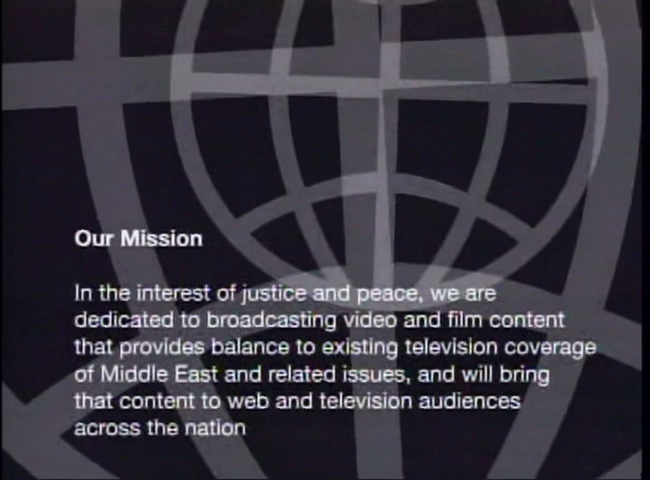 Our Mission
In the interest of justice and peace, we are
dedicated to broadcasting video and film content
that provides balance to existing television coverage
of Middle East and related issues, and will bring
that content to web and television audiences
across the nation